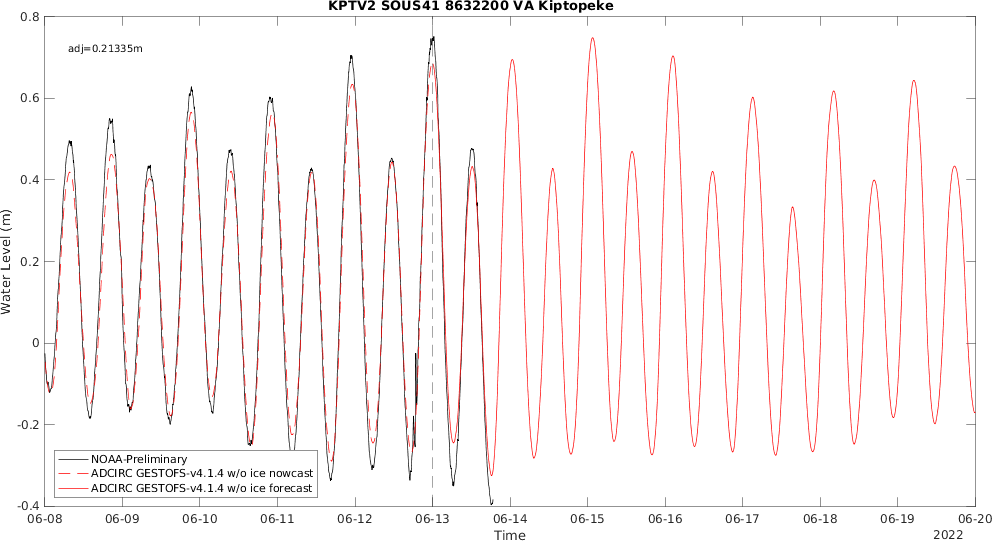 KPTV2 SOUS41 8632200 VA Kiptopeke
adj=0.21335m
0.8
0.6
0.4
0.2
0
-0.2
-0.4
Water Level (m)
NOAA-Preliminary
ADCIRC GESTOFS-v4.1.4 w/o ice nowcast
ADCIRC GESTOFS-v4.1.4 w/o ice forecast
06-08 06-09 06-10 06-11 06-12 06-13 06-14 06-15 06-16 06-17 06-18 06-19 06-20
Time
2022